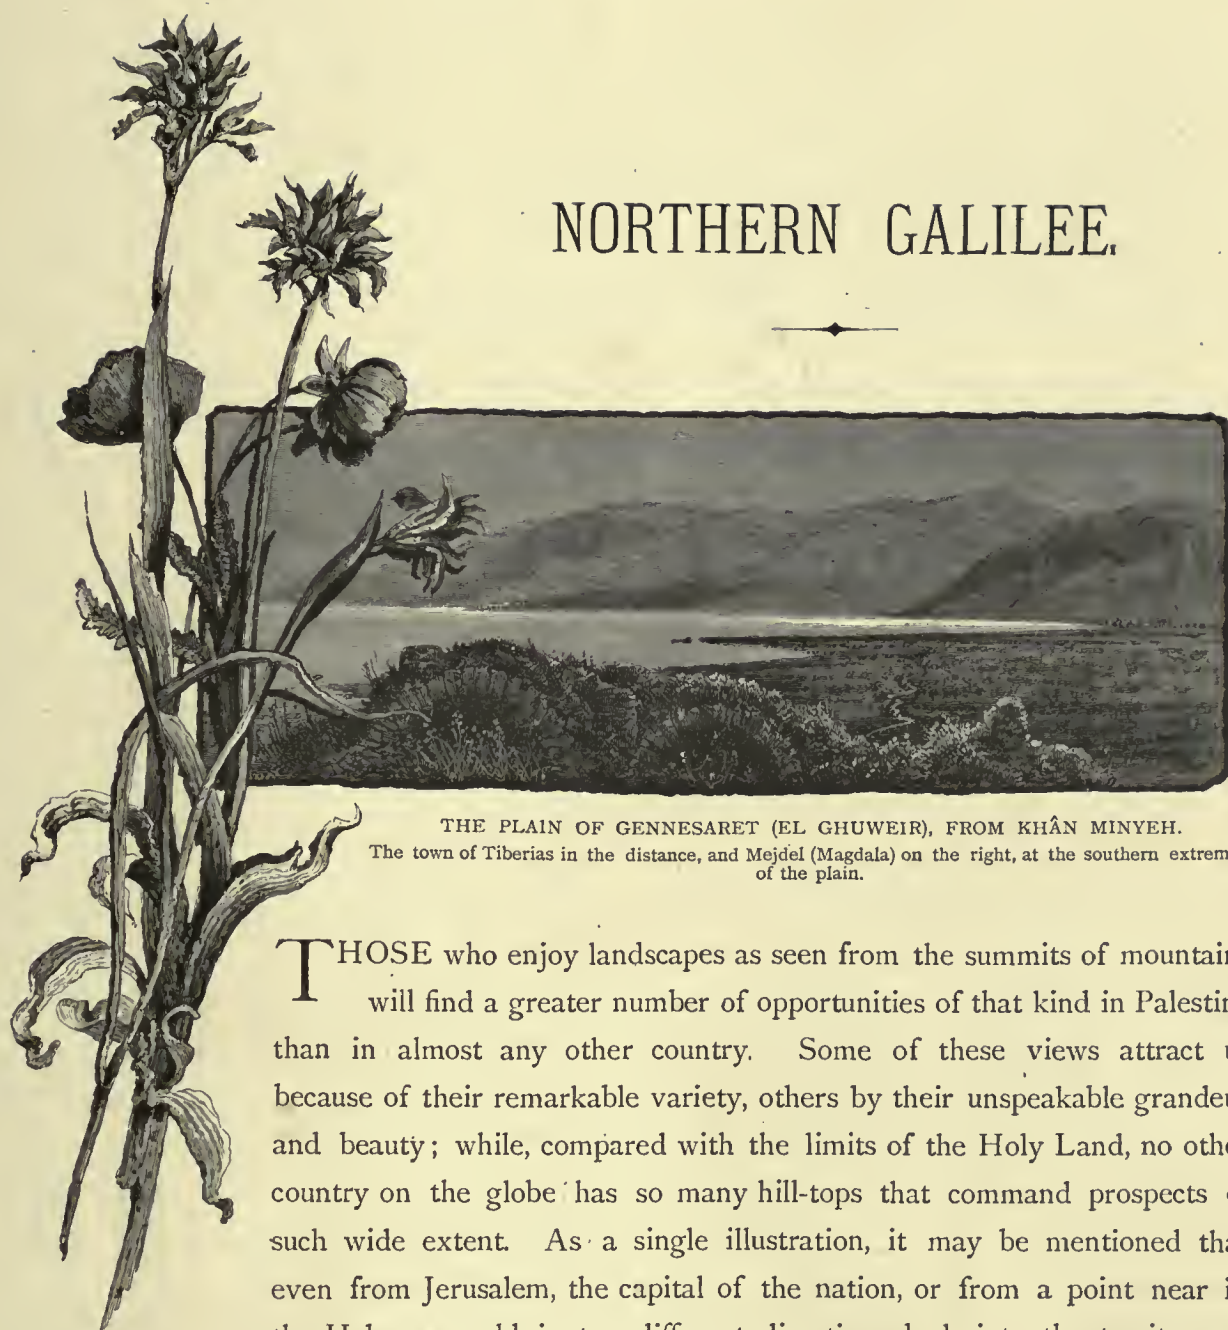 NORTHERN GALILEE.
THE PLAIN OF GENNESARET (EL GHUWEIR), FROM KHÂN MINYEH.
The town of Tiberias in the distance, and Mejdel (Magdala) on the right, at the southern extrem
of the plain.
THOSE who enjoy landscapes as seen from the summits of mountain
will find a greater number of opportunities of that kind in Palestin
than in almost any other country. Some of these views attract u
because of their remarkable variety, others by their unspeakable grandeu
and beauty; while, compared with the limits of the Holy Land, no othe
country on the globe has so many hill-tops that command prospects
such wide extent. As a single illustration, it may be mentioned tha
even from Jerusalem, the capital of the nation, or from a point near i